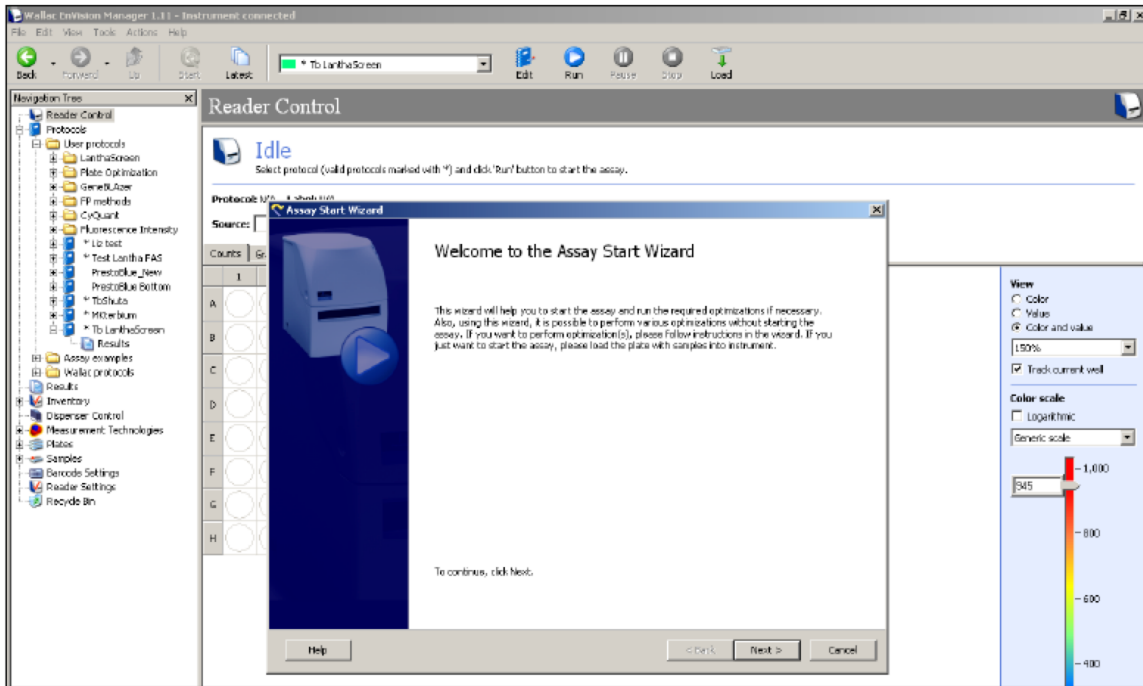 Wallac EnVision Manager 1.11 - Instrument connected
File Edit View Tools Actions Help
Back Forward Up Start Latest * Tb LanthaScreen Edit Run Pause Stop Load
Navigation Tree
Reader Control
Protocols
User protocols
LanthaScreen
Plate Optimization
GeneBLAzer
FP methods
CyQuant
Fluorescence Intensity
* Liz test
* Test Lantha FAS
PrestoBlue_New
PrestoBlue Bottom
* TbShuta
* MKterbium
* Tb LanthaScreen
Results
Assay examples
Wallac protocols
Results
Inventory
Dispenser Control
Measurement Technologies
Plates
Samples
Barcode Settings
Reader Settings
Recycle Bin
Reader Control
Idle
Select protocol (valid protocols marked with *) and click 'Run' button to start the assay.
Protocol:
Source:
Counts
1
A
B
C
D
E
F
G
H
Assay Start Wizard
Welcome to the Assay Start Wizard
This wizard will help you to start the assay and run the required optimizations if necessary.
Also, using this wizard, it is possible to perform various optimizations without starting the
assay. If you want to perform optimization(s), please follow instructions in the wizard. If you
just want to start the assay, please load the plate with samples into instrument.
To continue, click Next.
Help < Back Next > Cancel
View
Color
Value
Color and value
150%
Track current well
Color scale
Logarithmic
Generic scale
1,000
945
800
600
400